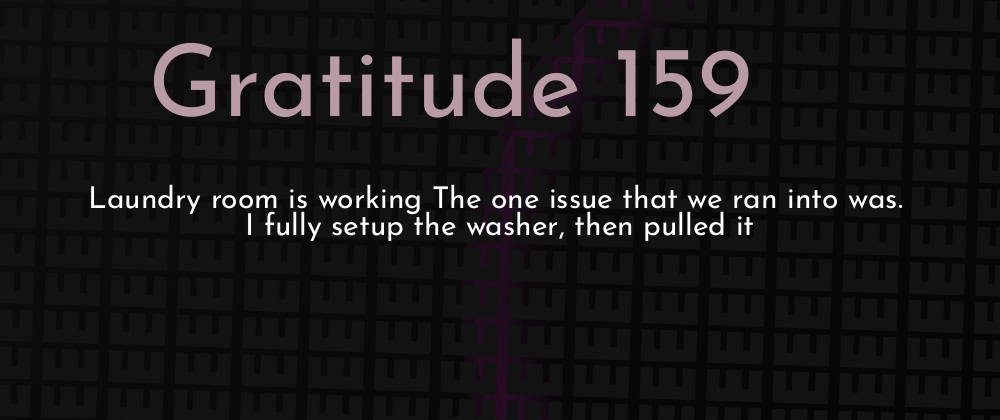 Gratitude 159
Laundry room is working The one issue that we ran into was.
I fully setup the washer, then pulled it